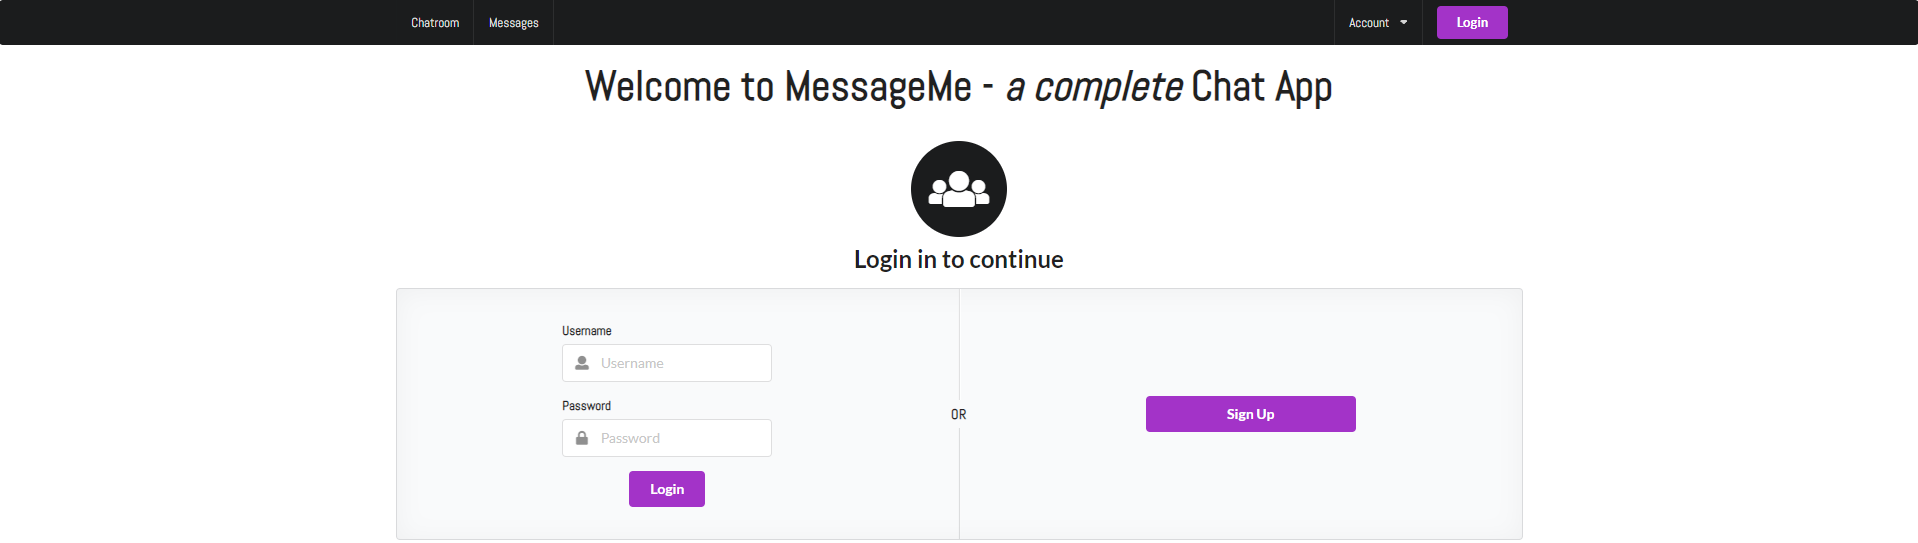 Chatroom Messages Account Login
Welcome to MessageMe - a complete Chat App
Login in to continue
Username
Username
Password
Password
Login
OR
Sign Up